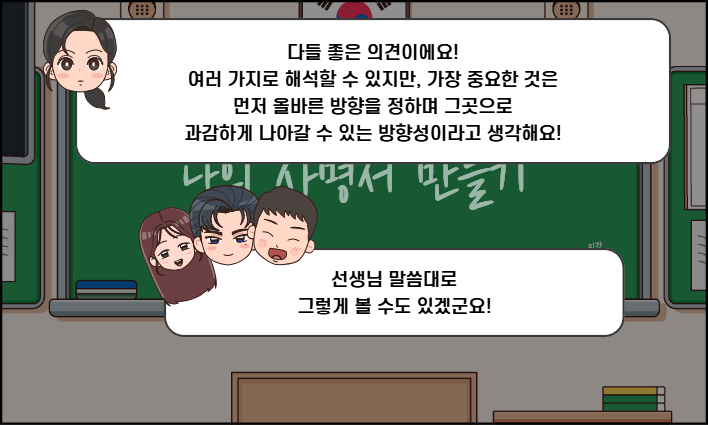 다들 좋은 의견이에요!
여러 가지로 해석할 수 있지만, 가장 중요한 것은
먼저 올바른 방향을 정하며 그곳으로
과감하게 나아갈 수 있는 방향성이라고 생각해요!
나의 사명서 만들기
지각
선생님 말씀대로
그렇게 볼 수도 있겠군요!